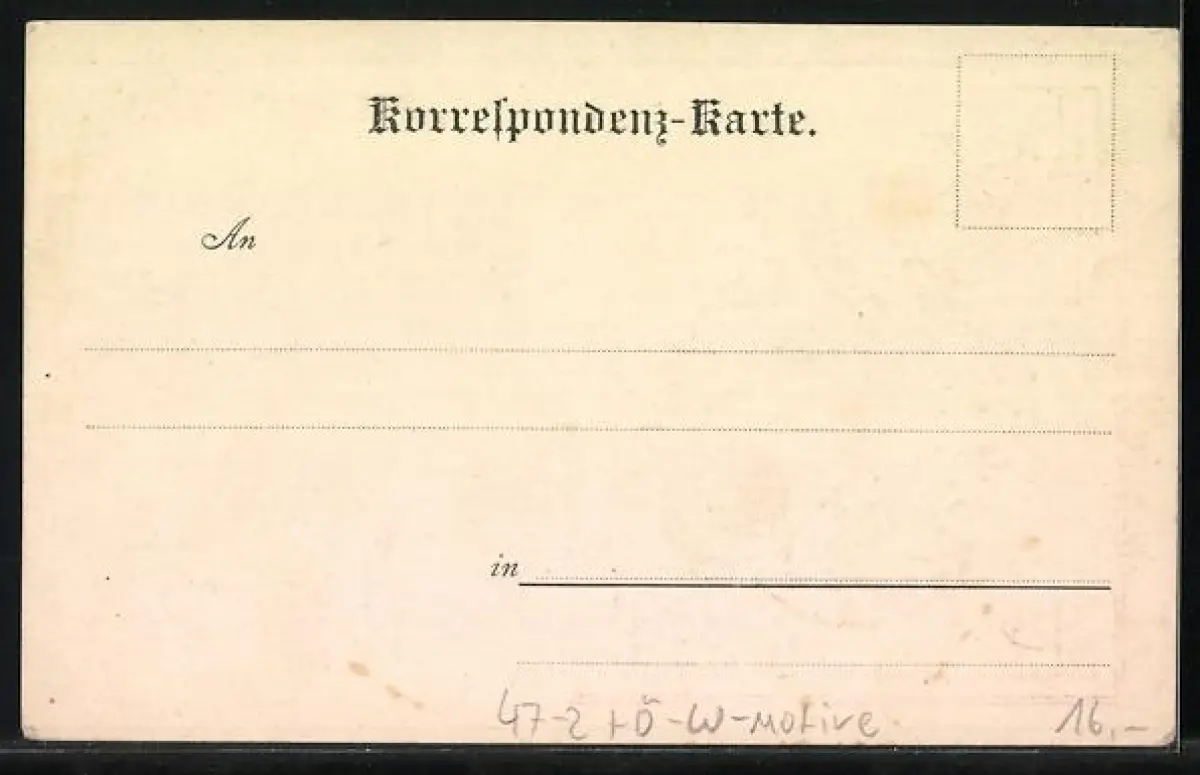 Korreſpondenz-Karte.
An
in
47-2 + Ö-W-Motive 16,-